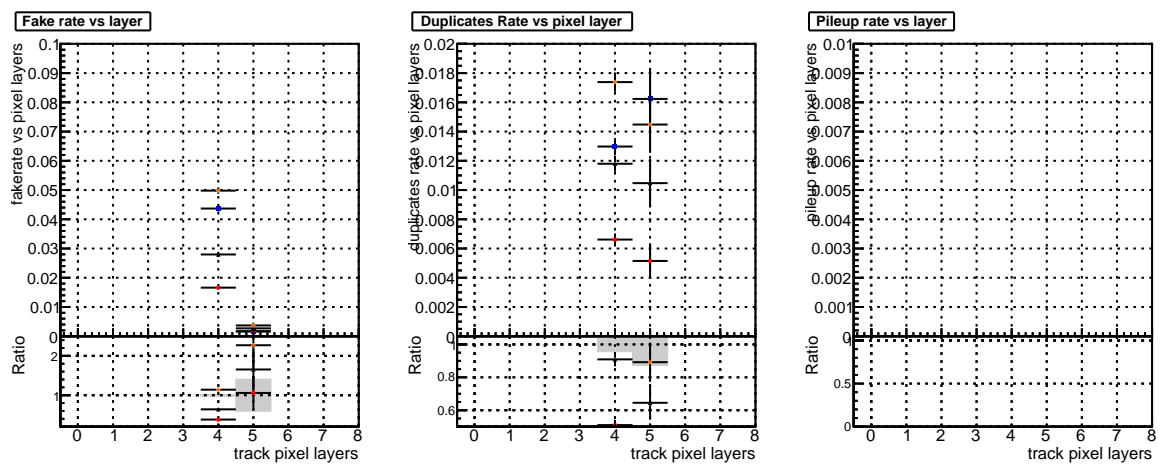 Fake rate vs layer
fakerate vs pixel layers
0.1
0.09
0.08
0.07
0.06
0.05
0.04
0.03
0.02
0.01
0
Ratio
2
1
0 1 2 3 4 5 6 7 8
track pixel layers
Duplicates Rate vs pixel layer
duplicates rate vs pixel layers
0.02
0.018
0.016
0.014
0.012
0.01
0.008
0.006
0.004
0.002
0
Ratio
1
0.8
0.6
0 1 2 3 4 5 6 7 8
track pixel layers
Pileup rate vs layer
pileup rate vs pixel layers
0.01
0.009
0.008
0.007
0.006
0.005
0.004
0.003
0.002
0.001
0
Ratio
1
0.5
0
0 1 2 3 4 5 6 7 8
track pixel layers